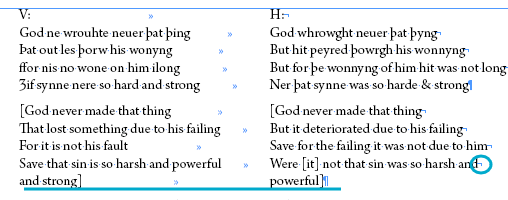 V:
God ne wrouhte neuer þat þing
Þat out les þorw his wonyng
ffor nis no wone on him ilong
Ȝif synne nere so hard and strong
[God never made that thing
That lost something due to his failing
For it is not his fault
Save that sin is so harsh and powerful
and strong]
H:
God whrowght neuer þat þyng
But hit peyred þowrgh his wonnyng
But for þe wonnyng of him hit was not long
Ner þat synne was so harde & strong
[God never made that thing
But it deteriorated due to his failing
Save for the failing it was not due to him
Were [it] not that sin was so harsh and
powerful]